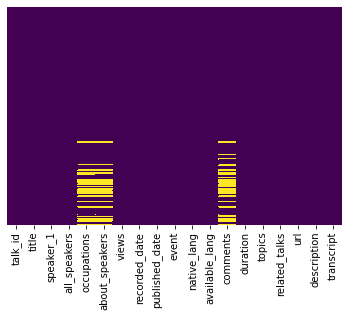 talk_id
title
speaker_1
all_speakers
occupations
about_speakers
views
recorded_date
published_date
event
native_lang
available_lang
comments
duration
topics
related_talks
url
description
transcript